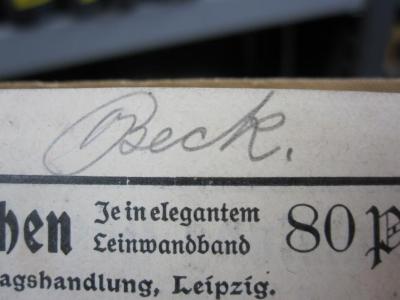 Beck.
hen Je in elegantem 80 P
Leinwandband
agshandlung, Leipzig.